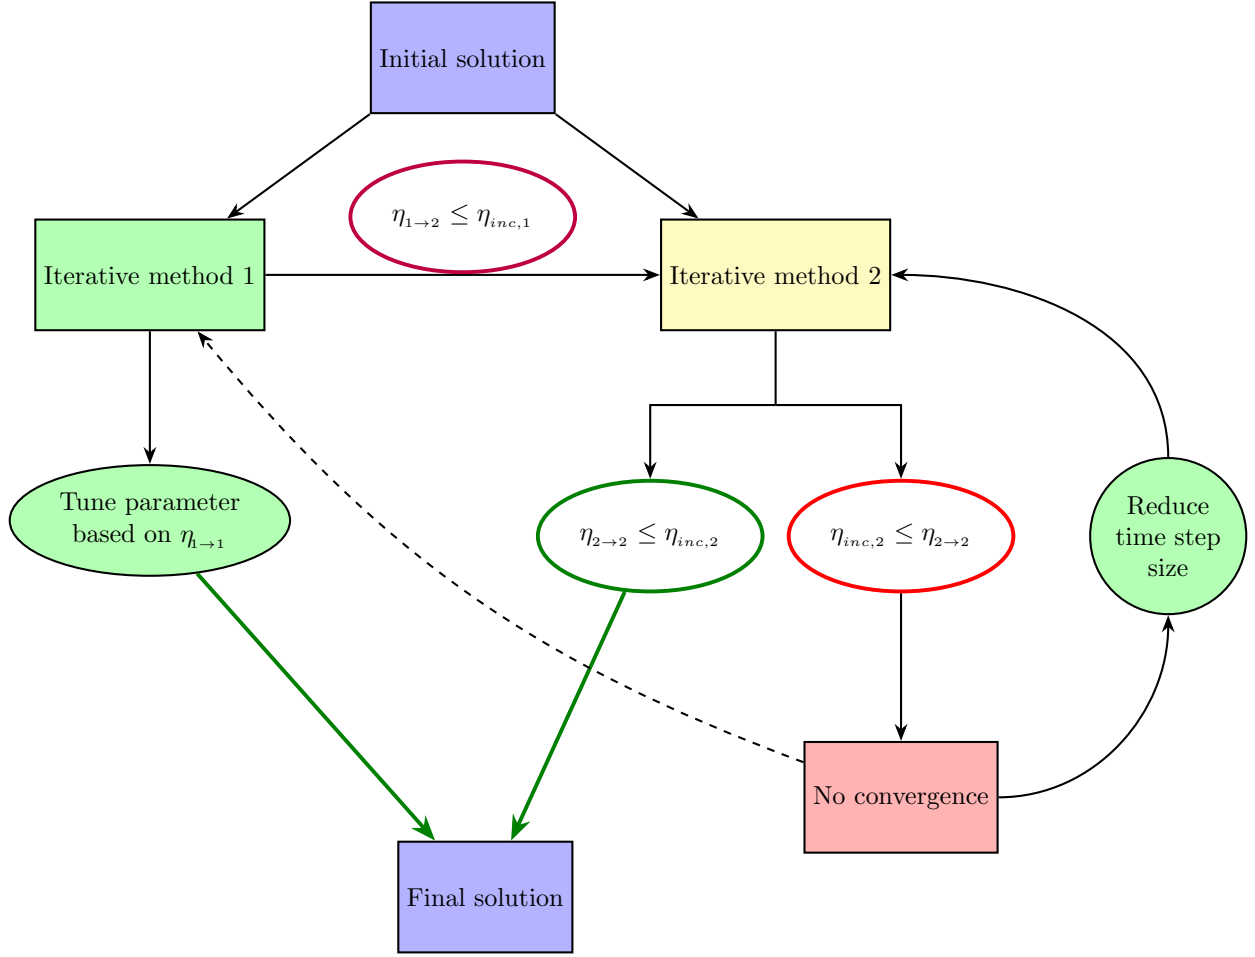 Initial solution
η₁→₂ ≤ ηᵢₙc,₁
Iterative method 1
Iterative method 2
Tune parameter
based on η₁→₁
η₂→₂ ≤ ηᵢₙc,₂
ηᵢₙc,₂ ≤ η₂→₂
Reduce
time step
size
No convergence
Final solution